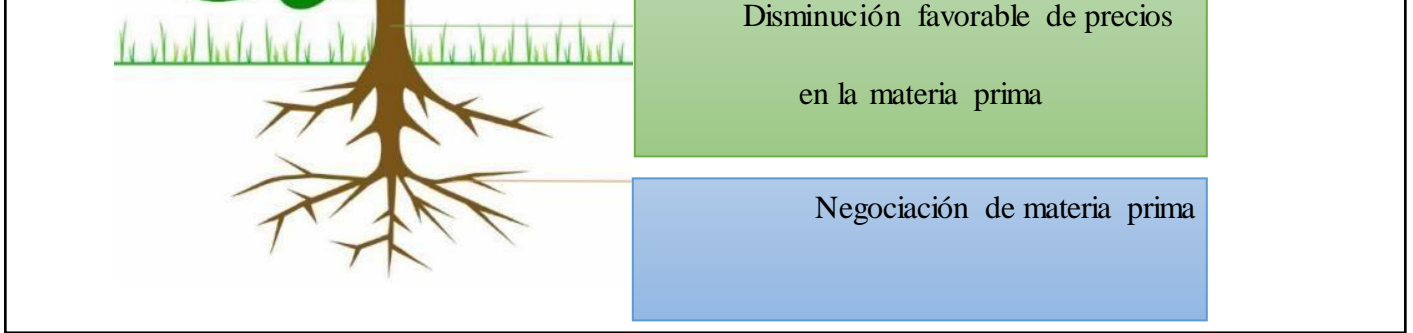 Disminución favorable de precios
en la materia prima
Negociación de materia prima